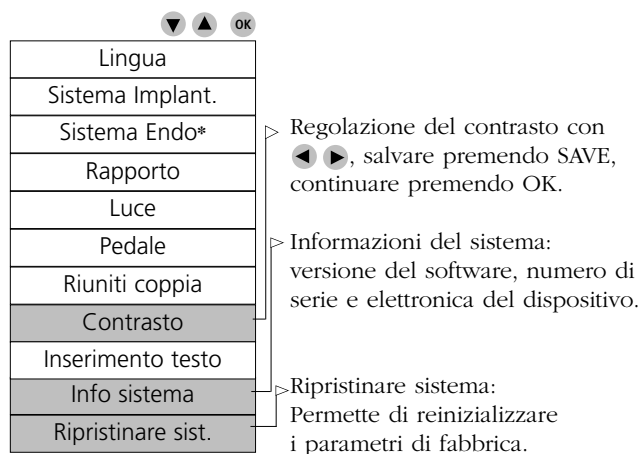 OK
Lingua
Sistema Implant.
Sistema Endo*
Rapporto
Luce
Pedale
Riuniti coppia
Contrasto
Inserimento testo
Info sistema
Ripristinare sist.
Regolazione del contrasto con
◀ ▶, salvare premendo SAVE,
continuare premendo OK.
Informazioni del sistema:
versione del software, numero di
serie e elettronica del dispositivo.
Ripristinare sistema:
Permette di reinizializzare
i parametri di fabbrica.